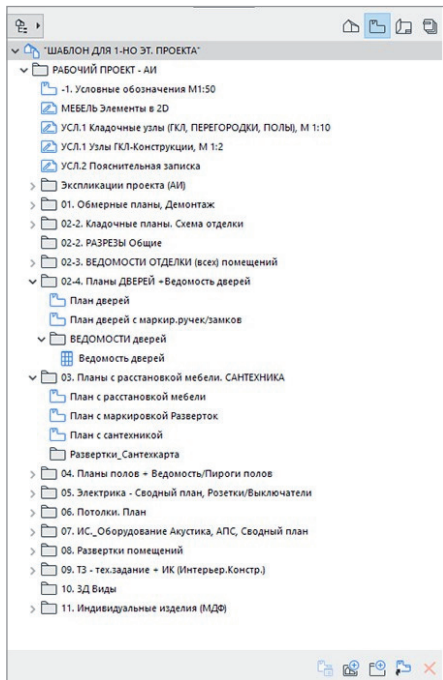 "ШАБЛОН ДЛЯ 1-НО ЭТ. ПРОЕКТА"
РАБОЧИЙ ПРОЕКТ - АИ
-1. Условные обозначения М1:50
МЕБЕЛЬ Элементы в 2D
УСЛ.1 Кладочные узлы (ГКЛ, ПЕРЕГОРОДКИ, ПОЛЫ), М 1:10
УСЛ.1 Узлы ГКЛ-Конструкции, М 1:2
УСЛ.2 Пояснительная записка
Экспликации проекта (АИ)
01. Обмерные планы, Демонтаж
02-2. Кладочные планы. Схема отделки
02-2. РАЗРЕЗЫ Общие
02-3. ВЕДОМОСТИ ОТДЕЛКИ (всех) помещений
02-4. Планы ДВЕРЕЙ +Ведомость дверей
План дверей
План дверей с маркир.ручек/замков
ВЕДОМОСТИ дверей
Ведомость дверей
03. Планы с расстановкой мебели. САНТЕХНИКА
План с расстановкой мебели
План с маркировкой Разверток
План с сантехникой
Развертки_Сантехкарта
04. Планы полов + Ведомость/Пироги полов
05. Электрика - Сводный план, Розетки/Выключатели
06. Потолки. План
07. ИС._Оборудование Акустика, АПС, Сводный план
08. Развертки помещений
09. ТЗ - тех.задание + ИК (Интерьер.Констр.)
10. 3Д Виды
11. Индивидуальные изделия (МДФ)